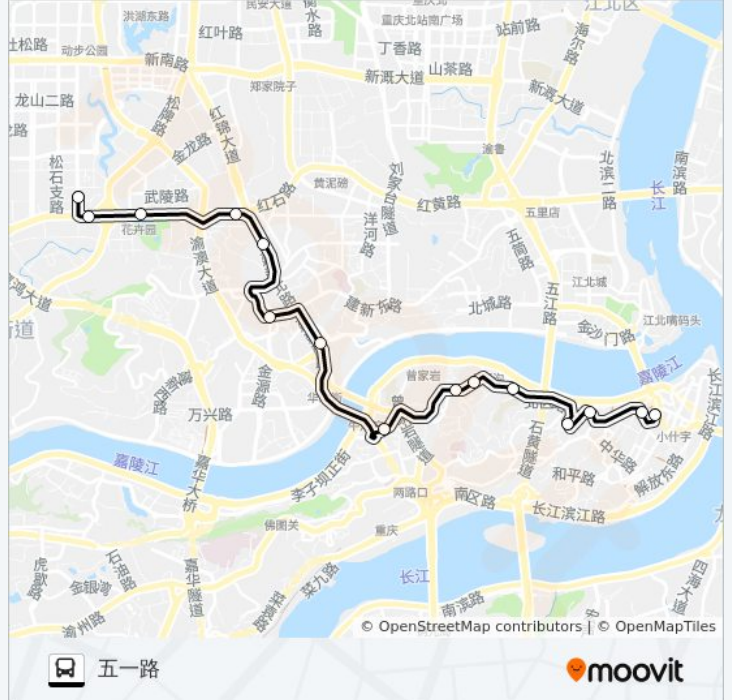 江北区
民安大道
重庆北
洪湖东路
衡水路
红叶路
重庆北站南广场
站前路
海尔路
动步公园
新南路
丁香路
山茶路
新溉大道
新溉大道
郑家院子
龙山二路
松牌路
红锦大道
金龙路
松石支路
黄泥磅
刘家台隧道
北滨二路
南滨路
长江
武陵路
红石路
红黄路
五里店
花卉园
洋河路
渝澳大道
五简路
江北城
五江路
北城路
建新东路
金沙门路
江北嘴码头
嘉陵江
曾家岩
长江滨江路
金源路
万兴路
小什字
石黄隧道
中华路
和平路
解放东路
嘉陵江
嘉华大桥
李子坝正街
两路口
南区路
长江滨江路
佛图关
重庆
虎歇路
石油路
金银湾
嘉华隧道
菜九路
长江
南滨路
四海大道
渝州路
© OpenStreetMap contributors | © OpenMapTiles
五一路
moovit